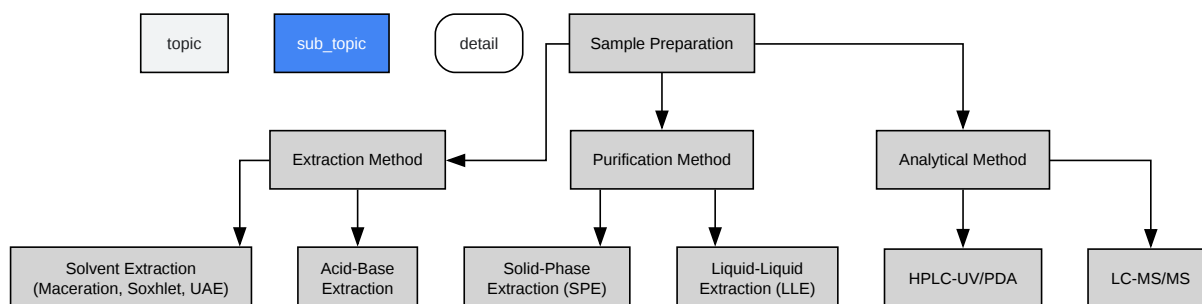 topic
sub_topic
detail
Sample Preparation
Extraction Method
Purification Method
Analytical Method
Solvent Extraction
(Maceration, Soxhlet, UAE)
Acid-Base
Extraction
Solid-Phase
Extraction (SPE)
Liquid-Liquid
Extraction (LLE)
HPLC-UV/PDA
LC-MS/MS